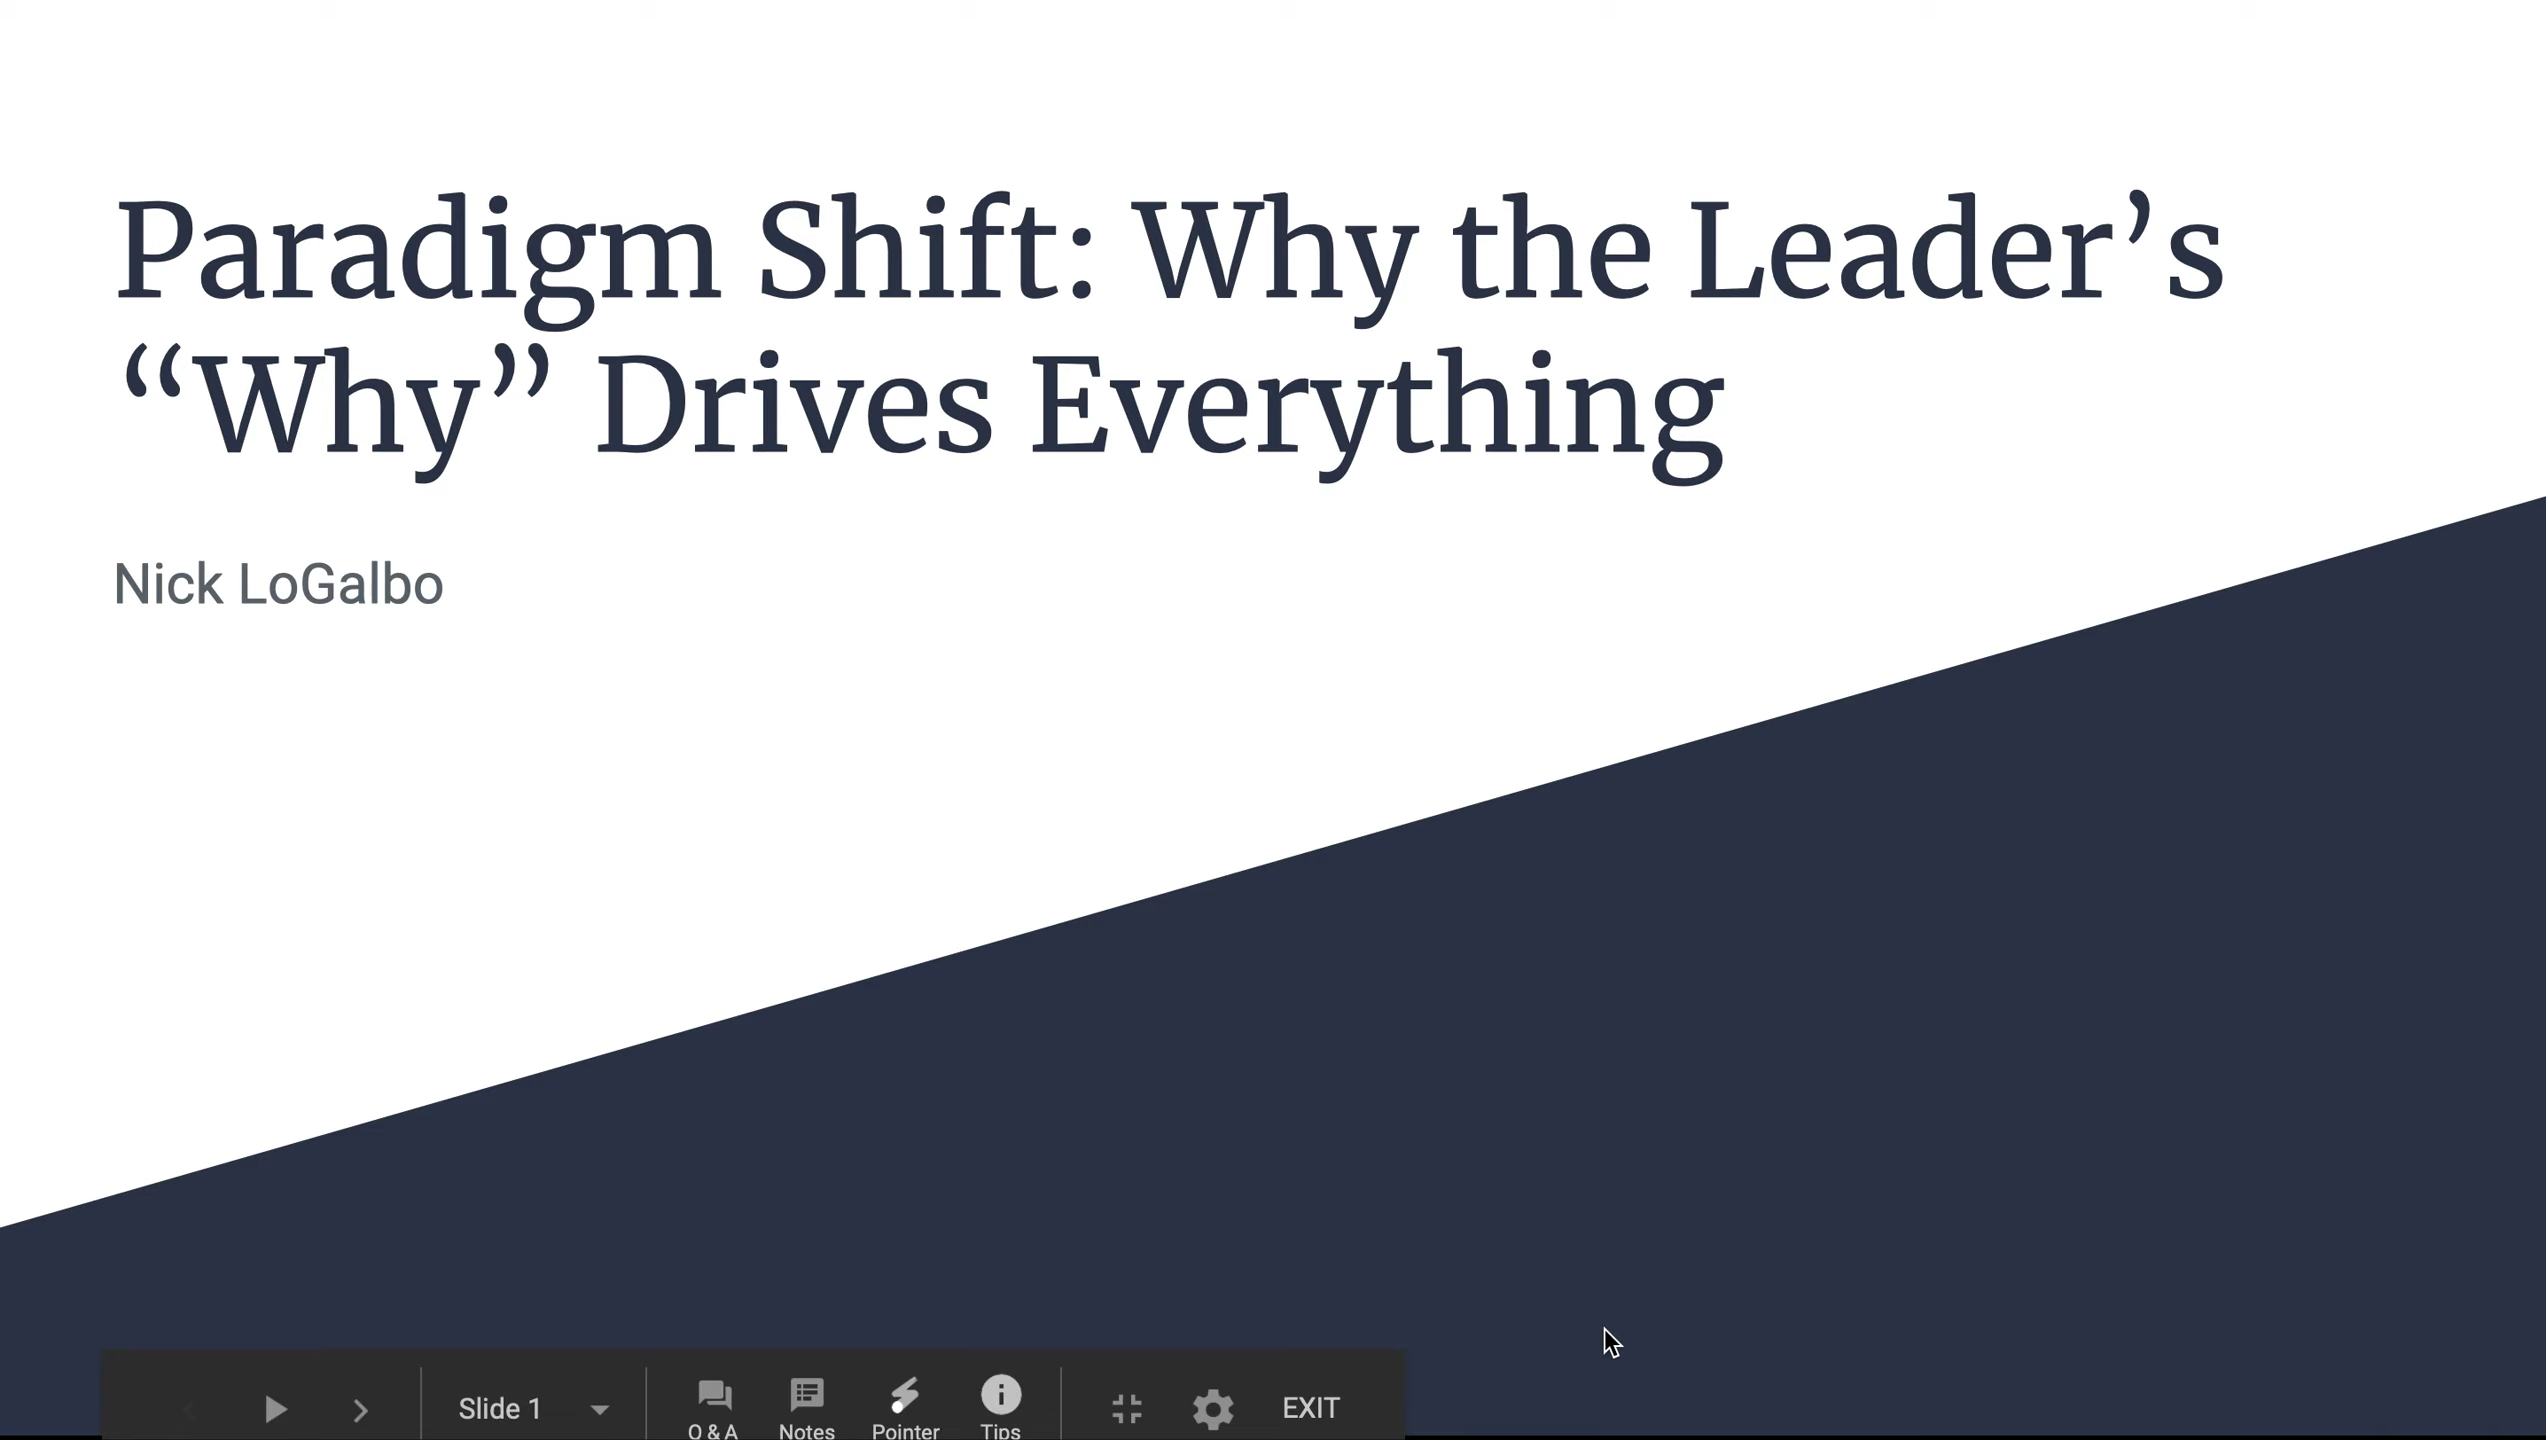 Paradigm Shift: Why the Leader’s
“Why” Drives Everything
Nick LoGalbo
Slide 1
Q & A
Notes
Pointer
Tips
EXIT